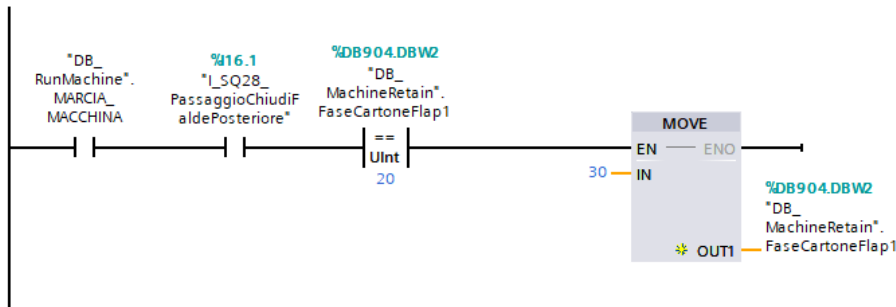 "DB_
RunMachine".
MARCIA_
MACCHINA
%I16.1
"I_SQ28_
PassaggioChiudiF
aldePosteriore"
%DB904.DBW2
"DB_
MachineRetain".
FaseCartoneFlap1
==
UInt
20
MOVE
EN ENO
30 IN
OUT1
%DB904.DBW2
"DB_
MachineRetain".
FaseCartoneFlap1